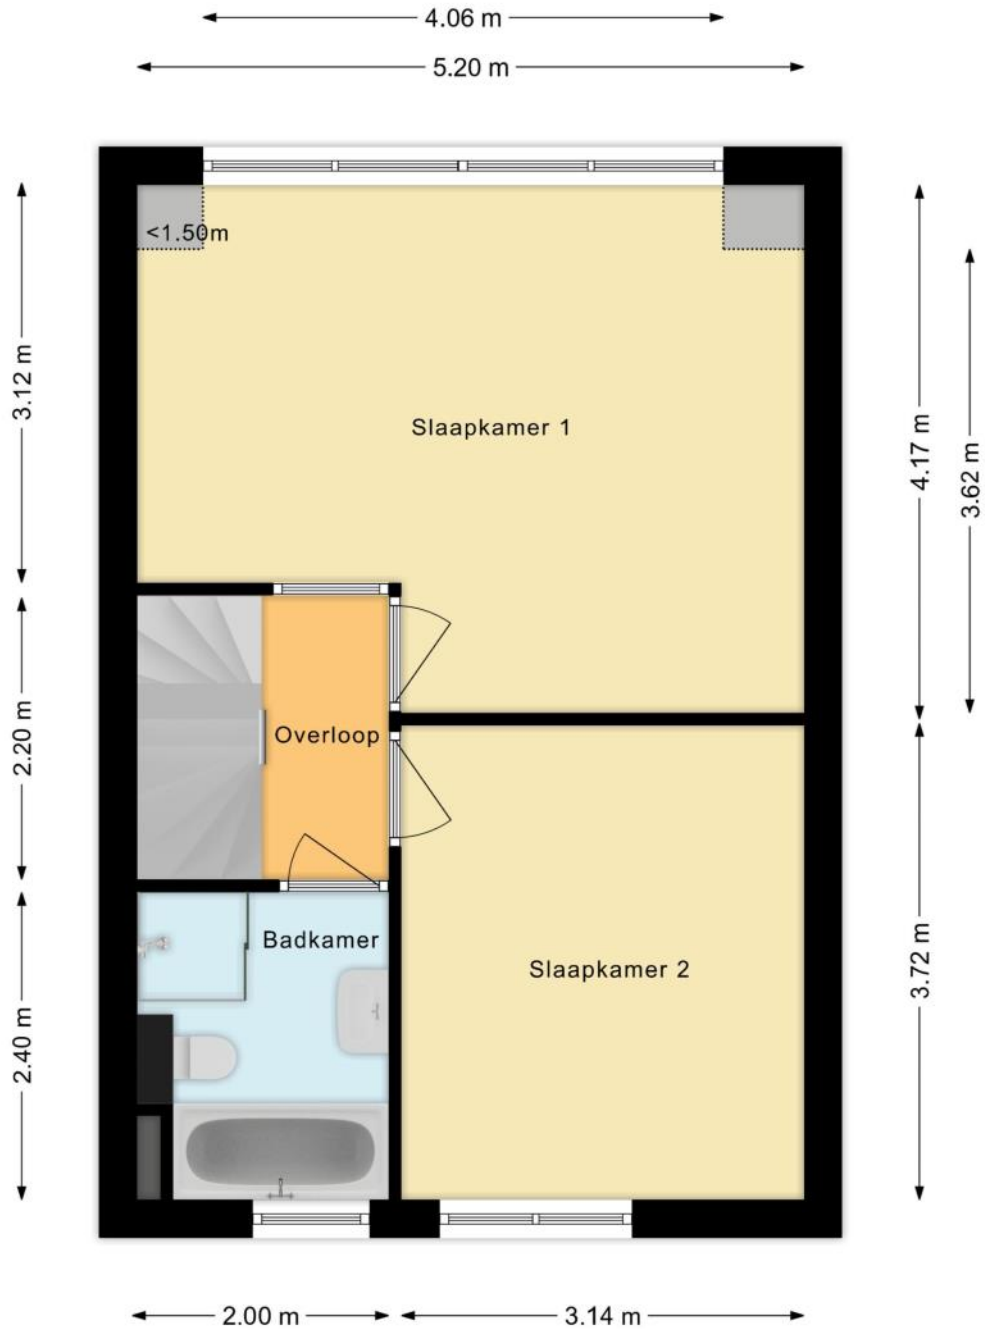 4.06 m
5.20 m
<1.50m
3.12 m
Slaapkamer 1
4.17 m
3.62 m
2.20 m
Overloop
Badkamer
Slaapkamer 2
3.72 m
2.40 m
2.00 m
3.14 m